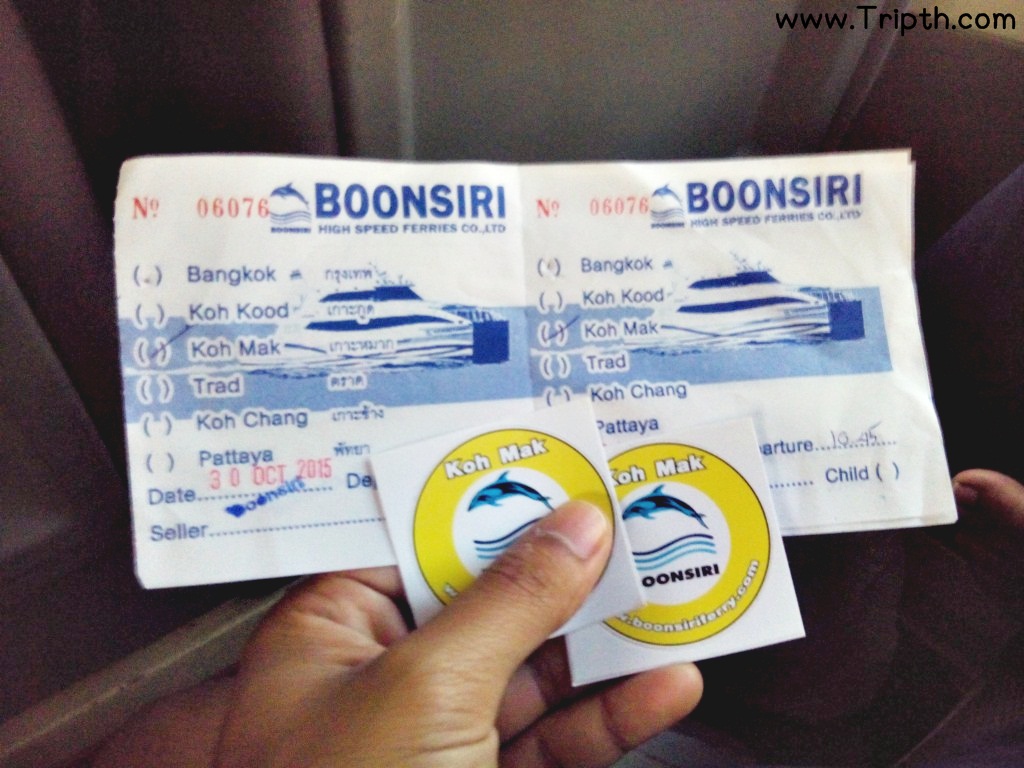 www.Tripth.com
Nº 06076 BOONSIRI
BOONSIRI HIGH SPEED FERRIES CO.,LTD
( ) Bangkok กรุงเทพ
( ) Koh Kood เกาะกูด
(/) Koh Mak เกาะหมาก
( ) Trad ตราด
( ) Koh Chang เกาะช้าง
( ) Pattaya พัทยา
Date 30 OCT 2015 De
Boonsiri
Seller
Nº 06076 BOONSIRI
BOONSIRI HIGH SPEED FERRIES CO.,LTD
( ) Bangkok
( ) Koh Kood
(/) Koh Mak
( ) Trad
( ) Koh Chang
Pattaya
arture 10.45
Child ( )
Koh Mak
Koh Mak
BOONSIRI
w.boonsiriferry.com